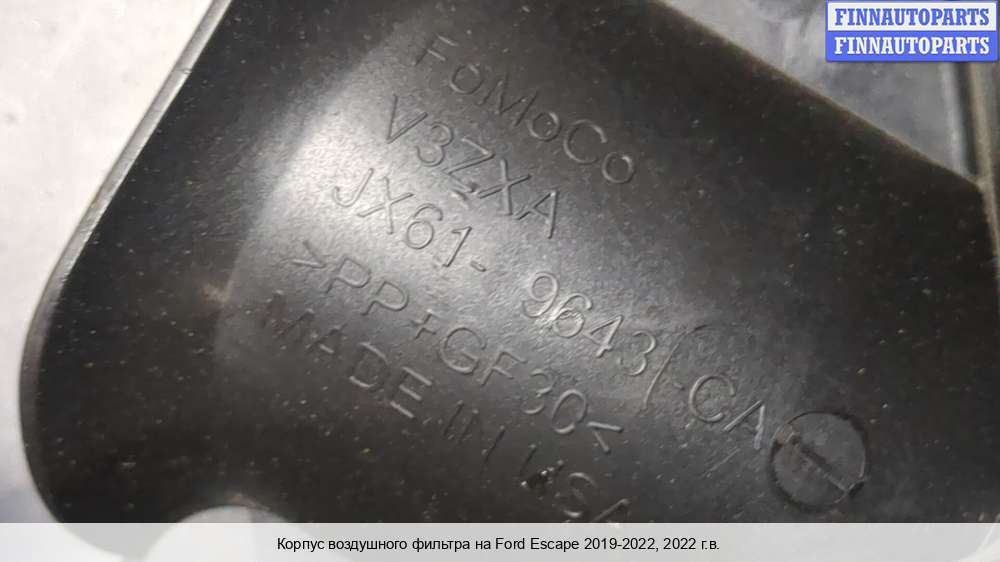 FINNAUTOPARTS
FINNAUTOPARTS
FoMoCo
V3ZXA
JX61- 9643-CA
>PP+GF30<
MADE IN USA
Корпус воздушного фильтра на Ford Escape 2019-2022, 2022 г.в.